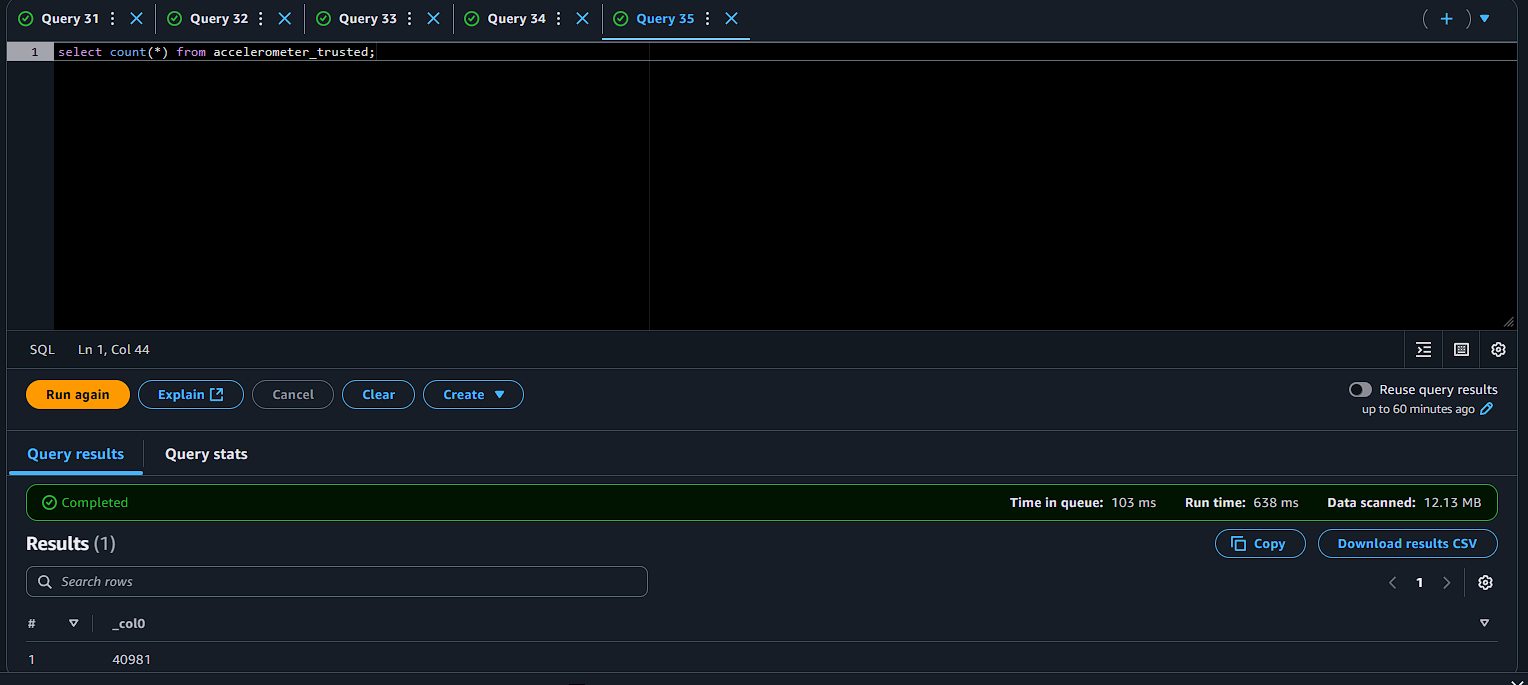 Query 31 Query 32 Query 33 Query 34 Query 35
1 select count(*) from accelerometer_trusted;
SQL Ln 1, Col 44
Run again Explain Cancel Clear Create Reuse query results
up to 60 minutes ago
Query results Query stats
Completed Time in queue: 103 ms Run time: 638 ms Data scanned: 12.13 MB
Results (1) Copy Download results CSV
Search rows 1
# _col0
1 40981